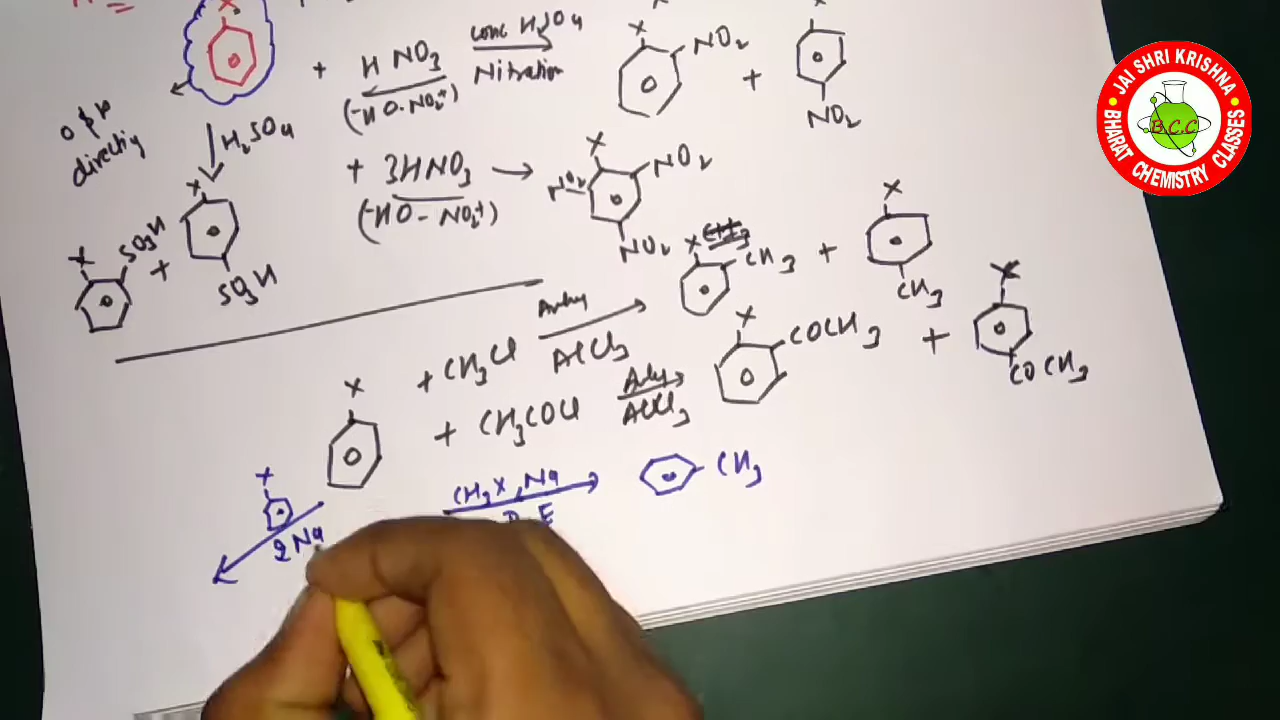 X
+ HNO3 conc H2SO4 Nitration
(-HO-NO2+)
X NO2 + X NO2
O & P
directing
H2SO4
+ 3HNO3 →
(-HO-NO2+)
X NO2 NO2 NO2
X SO3H + X SO3H
+ CH3Cl Anhy AlCl3
X CH3 + X CH3
X
+ CH3COCl Anhy AlCl3
X COCH3 + X COCH3
CH3X, Na
D.E
CH3
X
2Na
JAI SHRI KRISHNA
B.C.C
BHARAT CHEMISTRY CLASSES